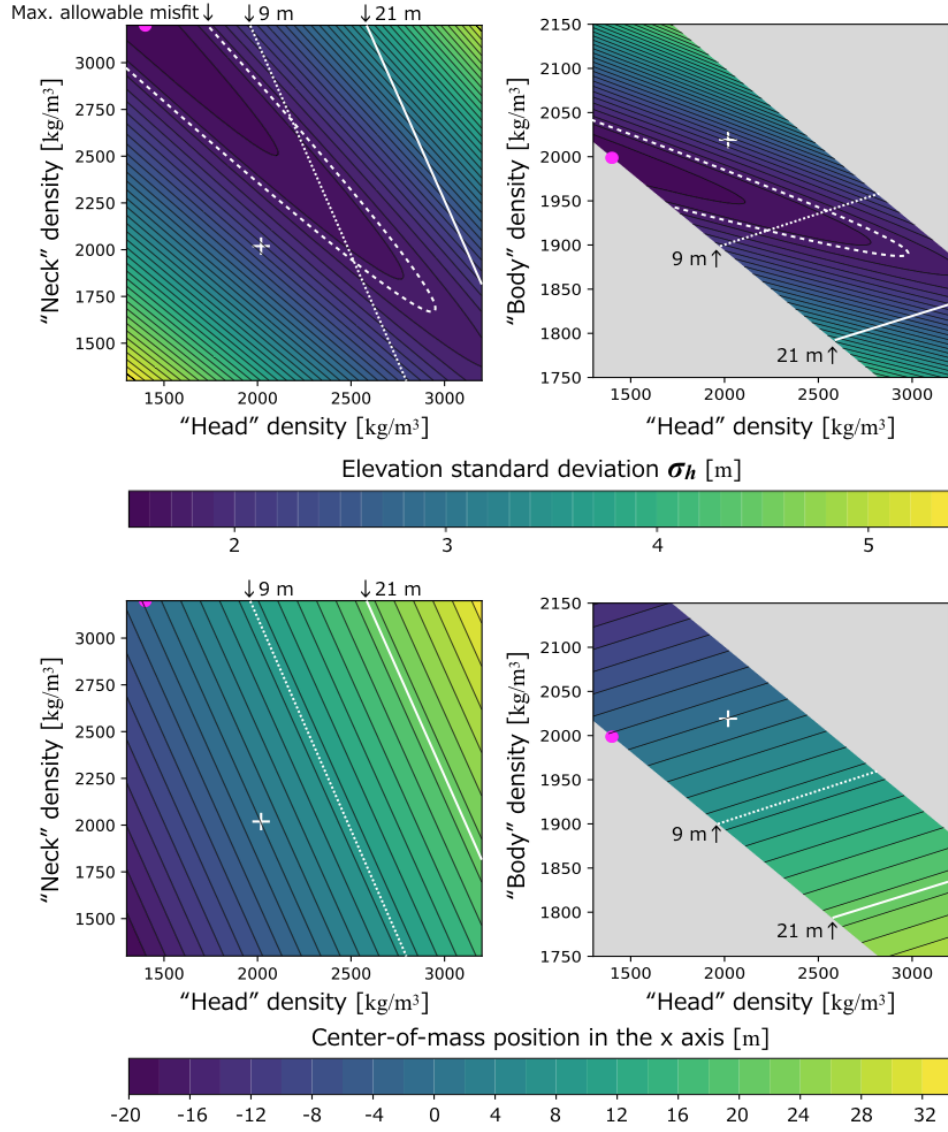 Max. allowable misfit↓ ↓9 m ↓21 m
“Neck” density [kg/m³]
3000
2750
2500
2250
2000
1750
1500
1500 2000 2500 3000
“Head” density [kg/m³]
“Body” density [kg/m³]
2150
2100
2050
2000
1950
1900
1850
1800
1750
9 m↑
21 m↑
1500 2000 2500 3000
“Head” density [kg/m³]
Elevation standard deviation σh [m]
2 3 4 5
↓9 m ↓21 m
“Neck” density [kg/m³]
3000
2750
2500
2250
2000
1750
1500
1500 2000 2500 3000
“Head” density [kg/m³]
“Body” density [kg/m³]
2150
2100
2050
2000
1950
1900
1850
1800
1750
9 m↑
21 m↑
1500 2000 2500 3000
“Head” density [kg/m³]
Center-of-mass position in the x axis [m]
-20 -16 -12 -8 -4 0 4 8 12 16 20 24 28 32